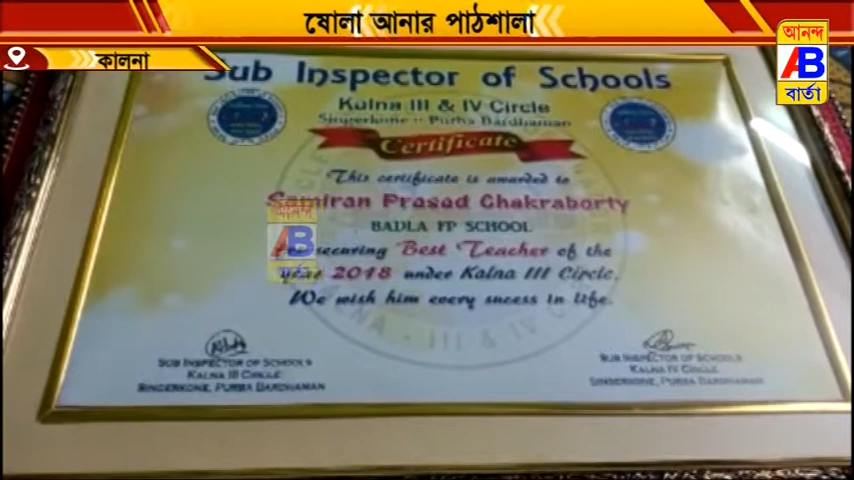 ষোলা আনার পাঠশালা
আনন্দ
AB
বার্তা
কালনা
Sub Inspector of Schools
Kalna III & IV Circle
Singerkone :: Purba Bardhaman
Certificate
This certificate is awarded to
Samiran Prasad Chakraborty
BADLA FP SCHOOL
For securing Best Teacher of the
year 2018 under Kalna III Circle.
We wish him every sucess in life.
আনন্দ
AB
SUB INSPECTOR OF SCHOOLS
KALNA III CIRCLE
SINGERKONE, PURBA BARDHAMAN
SUB INSPECTOR OF SCHOOLS
KALNA IV CIRCLE
SINGERKONE, PURBA BARDHAMAN